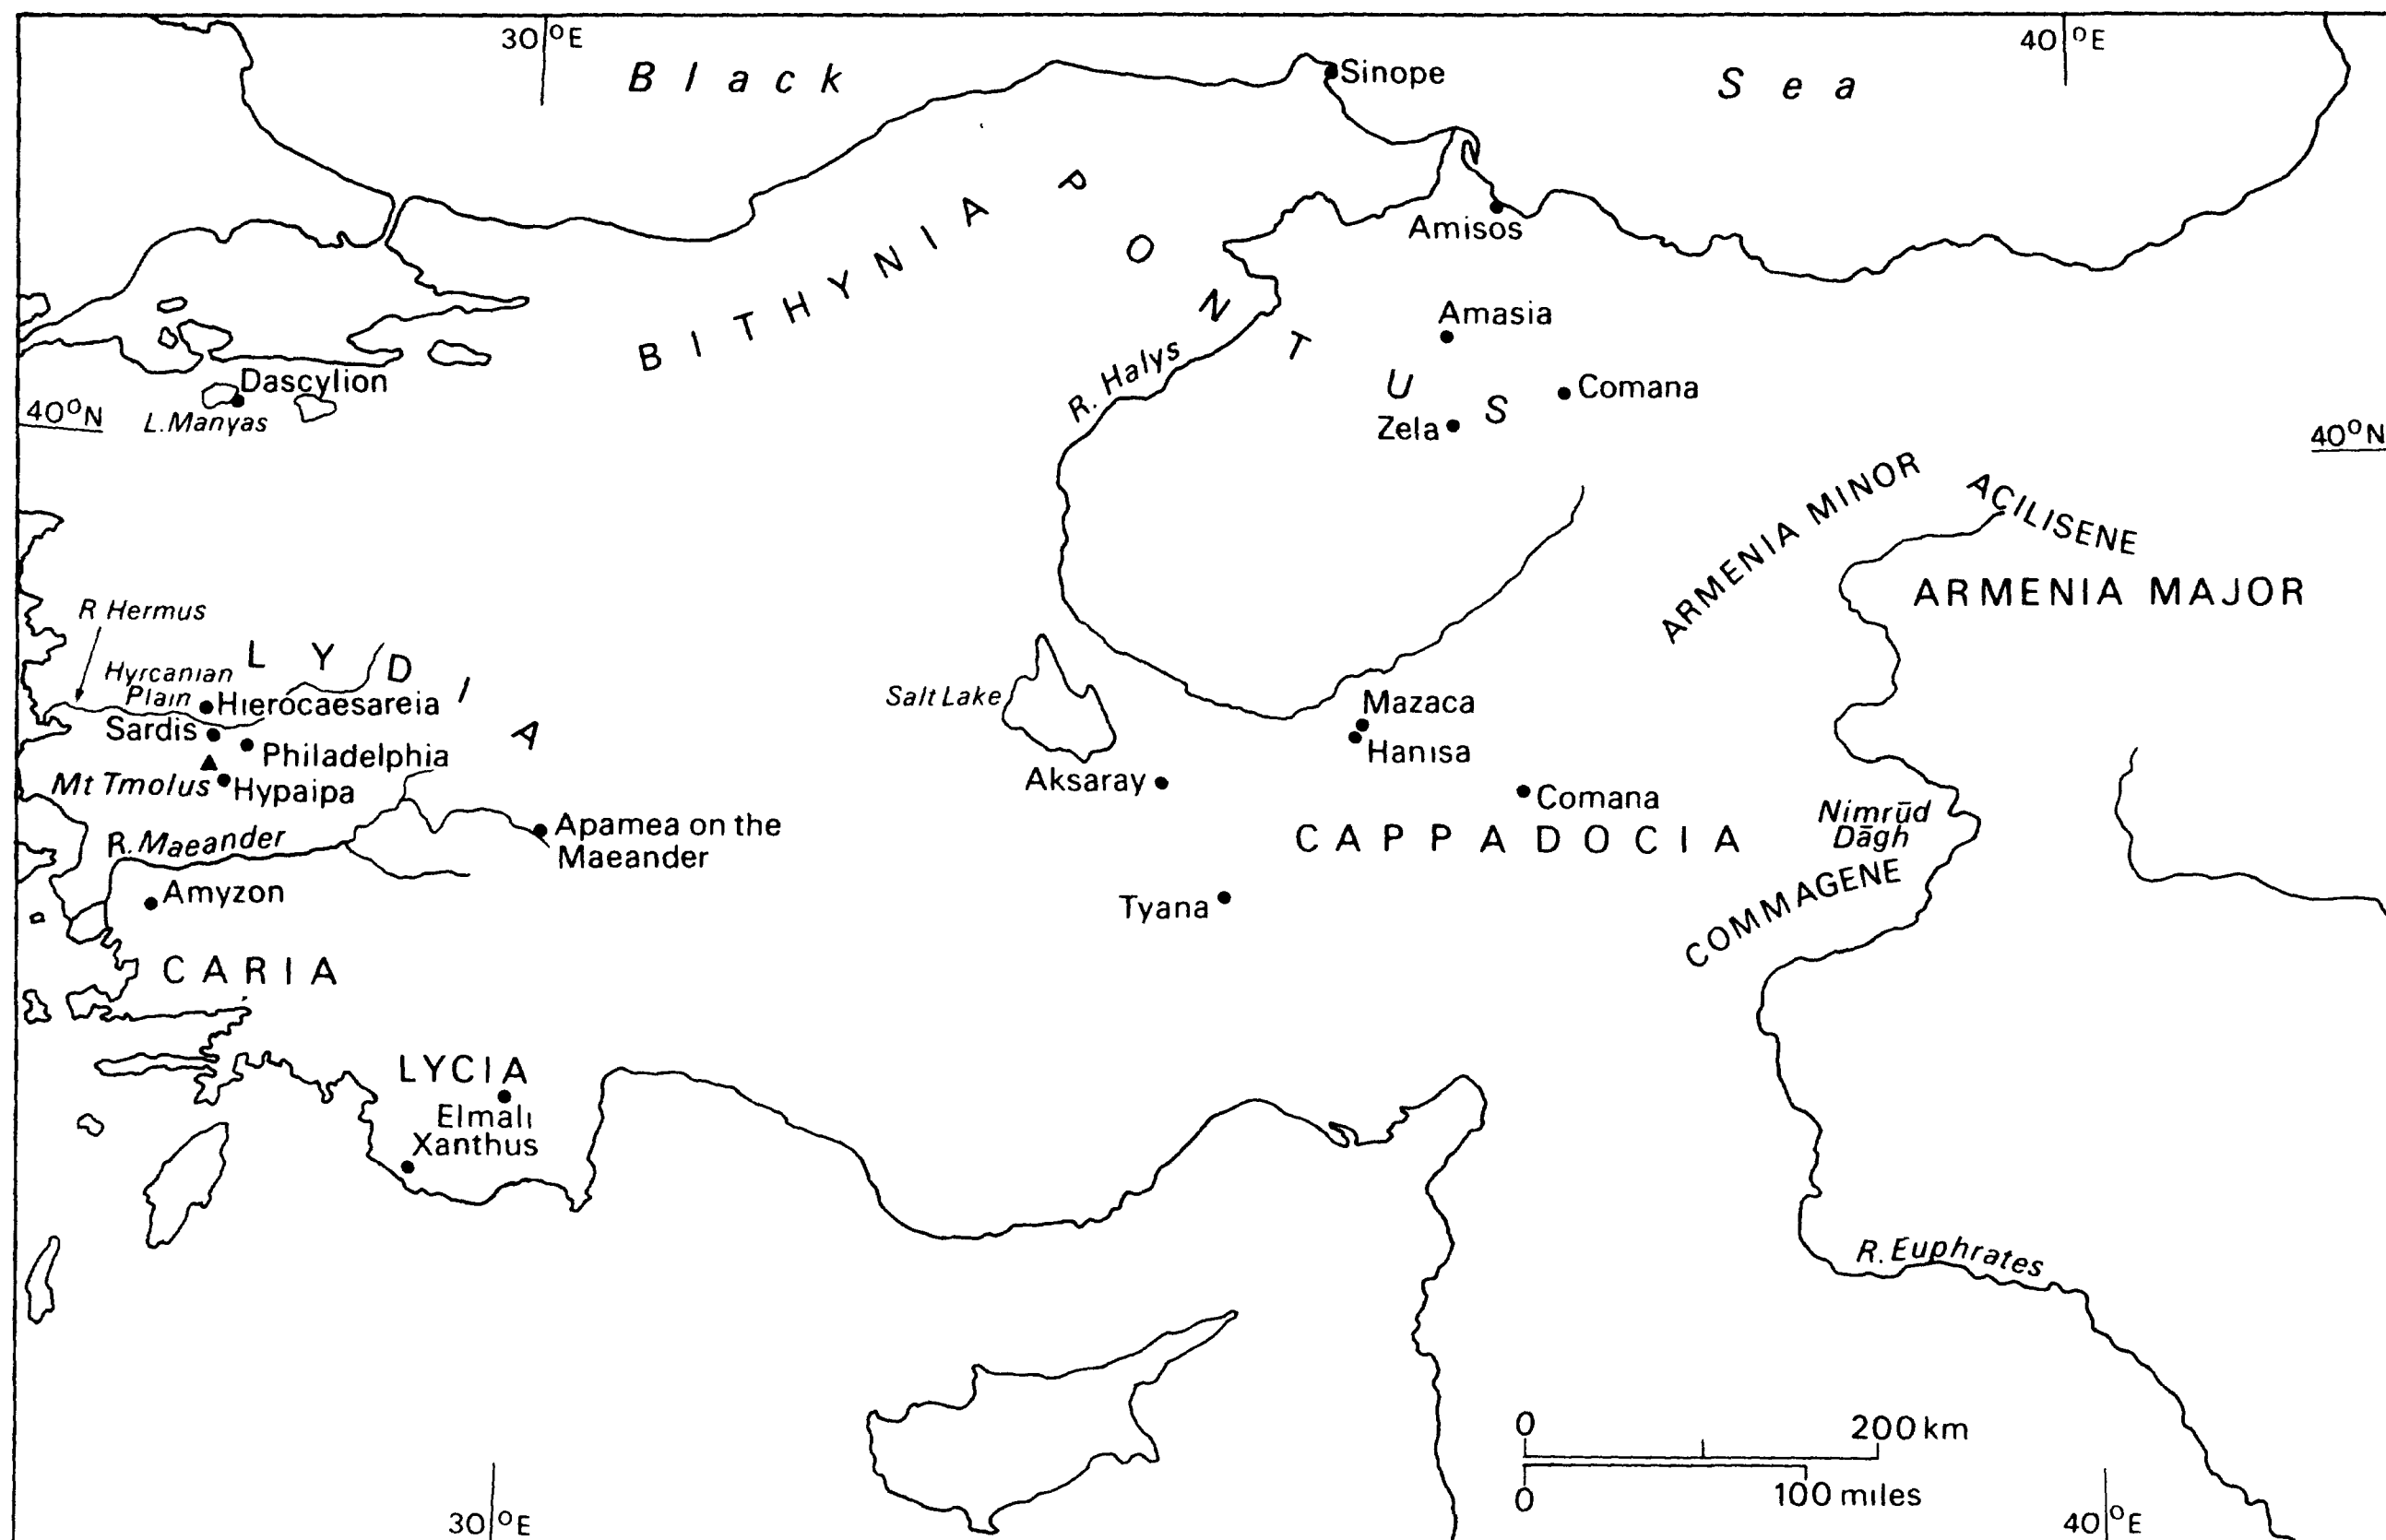 30°E
40°E
Black Sea
Sinope
Amisos
PONTUS
BITHYNIA
Amasia
R. Halys
Comana
Zela
Dascylion
L.Manyas
40°N
40°N
ARMENIA MINOR
ACILISENE
ARMENIA MAJOR
R Hermus
LYDIA
Hyrcanian
Plain
Hierocaesareia
Sardis
Philadelphia
Mt Tmolus
Hypaipa
Salt Lake
Mazaca
Hanisa
Aksaray
Comana
CAPPADOCIA
Nimrūd
Dāgh
COMMAGENE
R. Maeander
Apamea on the
Maeander
Amyzon
Tyana
CARIA
LYCIA
Elmalı
Xanthus
R. Euphrates
0 200 km
0 100 miles
30°E
40°E